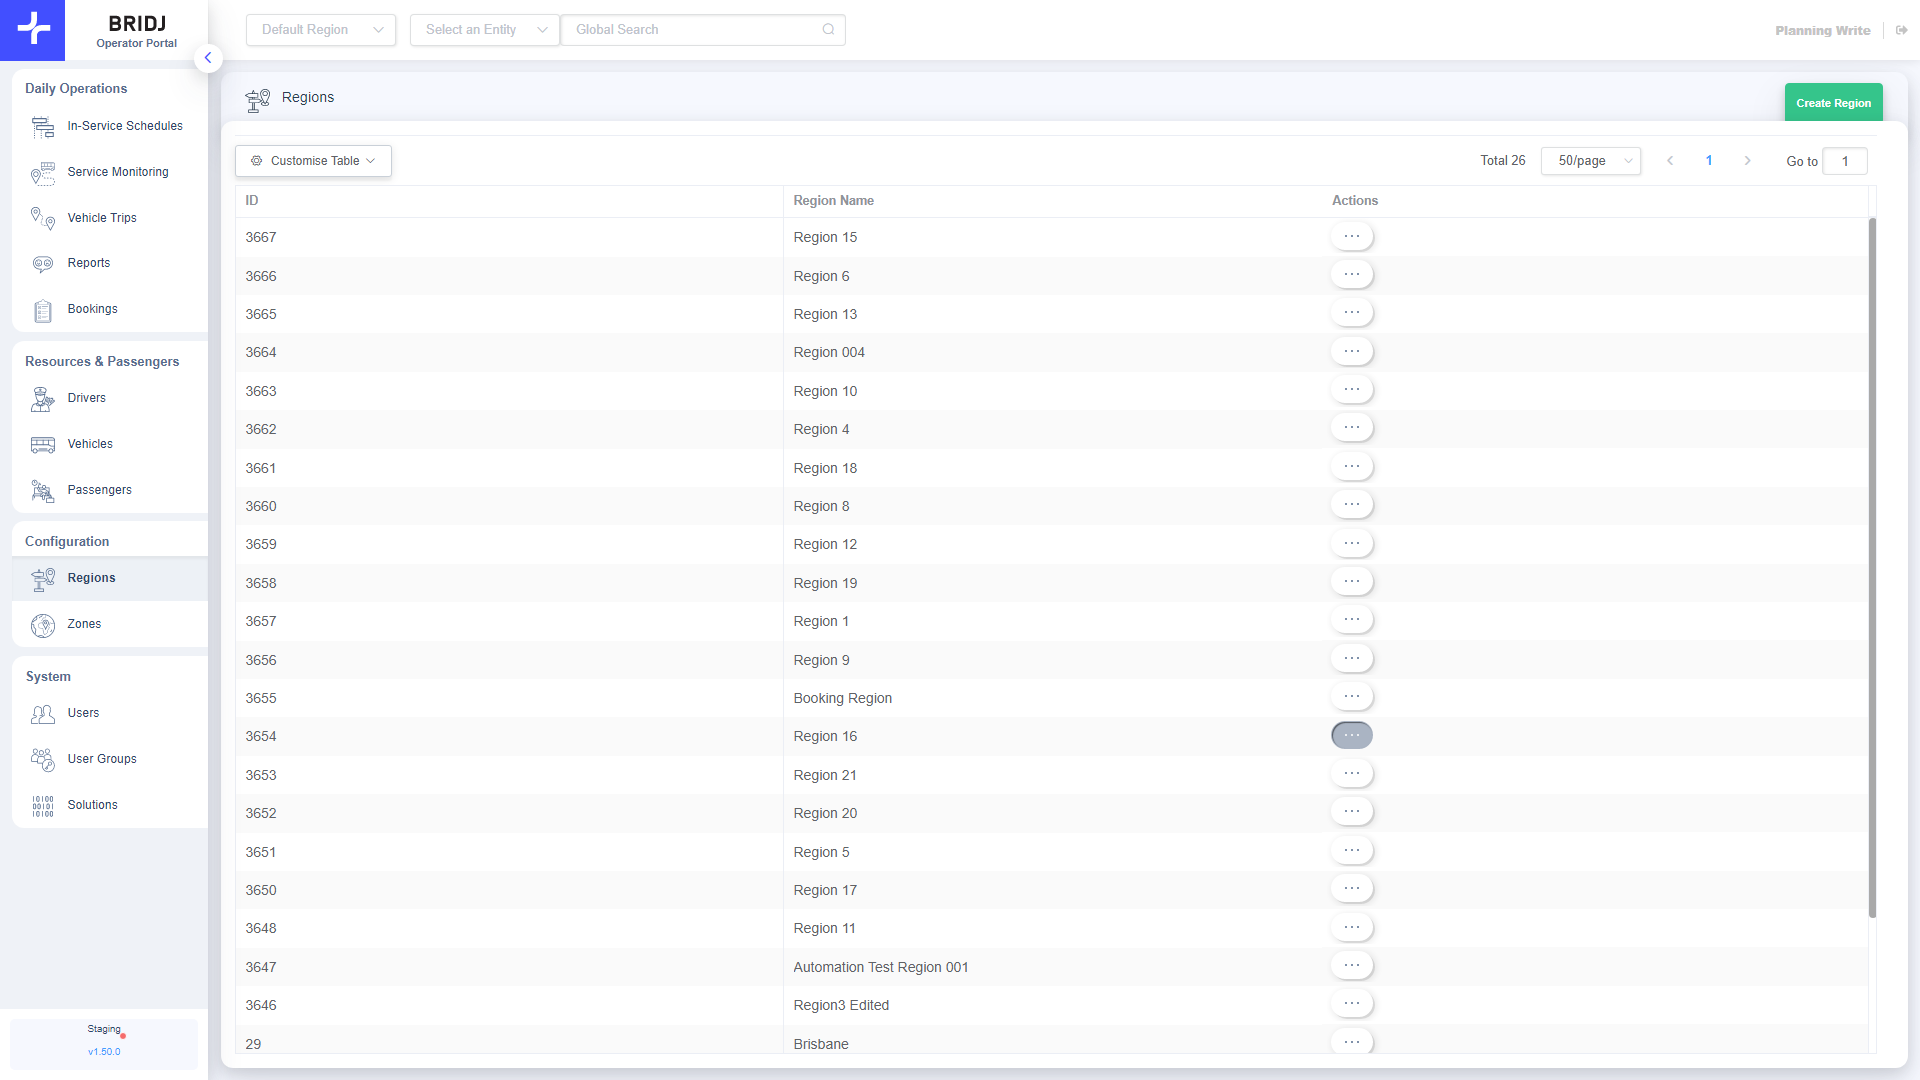 BRIDJ
Operator Portal
Default Region
Select an Entity
Global Search
Planning Write
Daily Operations
In-Service Schedules
Service Monitoring
Vehicle Trips
Reports
Bookings
Resources & Passengers
Drivers
Vehicles
Passengers
Configuration
Regions
Zones
System
Users
User Groups
10100
00101
10100
Solutions
Staging
v1.50.0
Regions
Create Region
Customise Table
Total 26
50/page
1
Go to
1
ID Region Name Actions
3667 Region 15 ...
3666 Region 6 ...
3665 Region 13 ...
3664 Region 004 ...
3663 Region 10 ...
3662 Region 4 ...
3661 Region 18 ...
3660 Region 8 ...
3659 Region 12 ...
3658 Region 19 ...
3657 Region 1 ...
3656 Region 9 ...
3655 Booking Region ...
3654 Region 16 ...
3653 Region 21 ...
3652 Region 20 ...
3651 Region 5 ...
3650 Region 17 ...
3648 Region 11 ...
3647 Automation Test Region 001 ...
3646 Region3 Edited ...
29 Brisbane ...